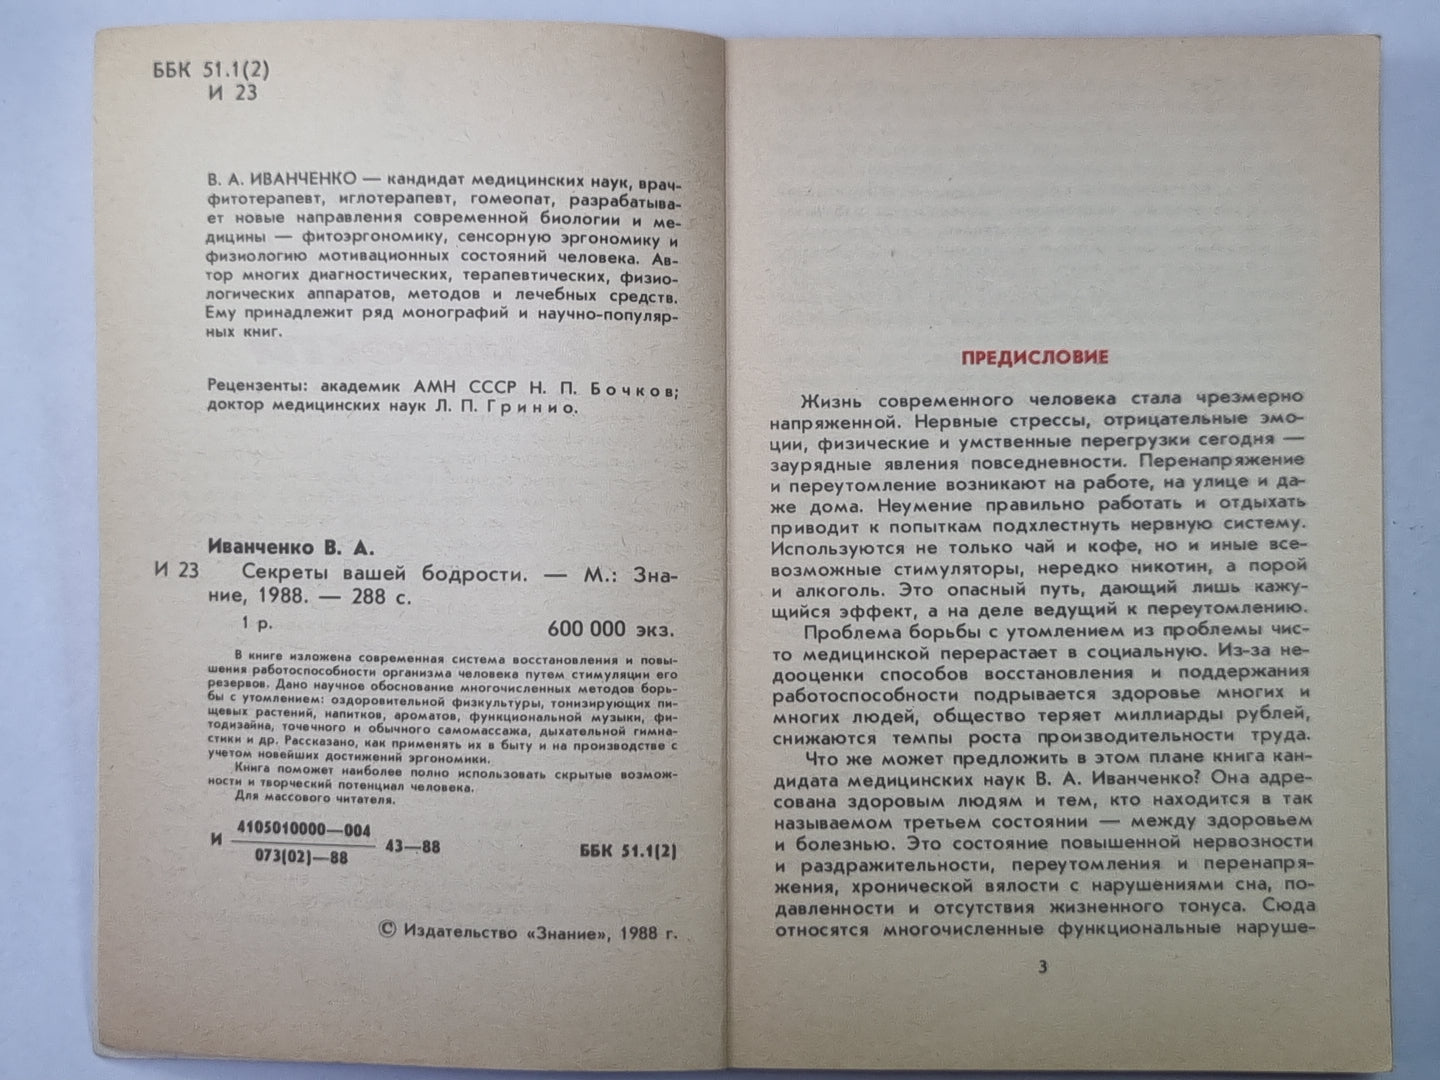 ББК 51.1(2)
И 23
В. А. ИВАНЧЕНКО — кандидат медицинских наук, врач-
фитотерапевт, иглотерапевт, гомеопат, разрабатыва-
ет новые направления современной биологии и ме-
дицины — фитоэргономику, сенсорную эргономику и
физиологию мотивационных состояний человека. Ав-
тор многих диагностических, терапевтических, физио-
логических аппаратов, методов и лечебных средств.
Ему принадлежит ряд монографий и научно-популяр-
ных книг.
Рецензенты: академик АМН СССР Н. П. Бочков;
доктор медицинских наук Л. П. Гринио.
Иванченко В. А.
И 23 Секреты вашей бодрости. — М.: Зна-
ние, 1988. — 288 с.
1 р. 600 000 экз.
В книге изложена современная система восстановления и повы-
шения работоспособности организма человека путем стимуляции его
резервов. Дано научное обоснование многочисленных методов борь-
бы с утомлением: оздоровительной физкультуры, тонизирующих пи-
щевых растений, напитков, ароматов, функциональной музыки, фи-
тодизайна, точечного и обычного самомассажа, дыхательной гимна-
стики и др. Рассказано, как применять их в быту и на производстве с
учетом новейших достижений эргономики.
Книга поможет наиболее полно использовать скрытые возмож-
ности и творческий потенциал человека.
Для массового читателя.
И 4105010000—004
073(02)—88 43—88 ББК 51.1(2)
© Издательство «Знание», 1988 г.
ПРЕДИСЛОВИЕ
Жизнь современного человека стала чрезмерно
напряженной. Нервные стрессы, отрицательные эмо-
ции, физические и умственные перегрузки сегодня —
заурядные явления повседневности. Перенапряжение
и переутомление возникают на работе, на улице и да-
же дома. Неумение правильно работать и отдыхать
приводит к попыткам подхлестнуть нервную систему.
Используются не только чай и кофе, но и иные все-
возможные стимуляторы, нередко никотин, а порой
и алкоголь. Это опасный путь, дающий лишь кажу-
щийся эффект, а на деле ведущий к переутомлению.
Проблема борьбы с утомлением из проблемы чис-
то медицинской перерастает в социальную. Из-за не-
дооценки способов восстановления и поддержания
работоспособности подрывается здоровье многих и
многих людей, общество теряет миллиарды рублей,
снижаются темпы роста производительности труда.
Что же может предложить в этом плане книга кан-
дидата медицинских наук В. А. Иванченко? Она адре-
сована здоровым людям и тем, кто находится в так
называемом третьем состоянии — между здоровьем
и болезнью. Это состояние повышенной нервозности
и раздражительности, переутомления и перенапря-
жения, хронической вялости с нарушениями сна, по-
давленности и отсутствия жизненного тонуса. Сюда
относятся многочисленные функциональные наруше-
3